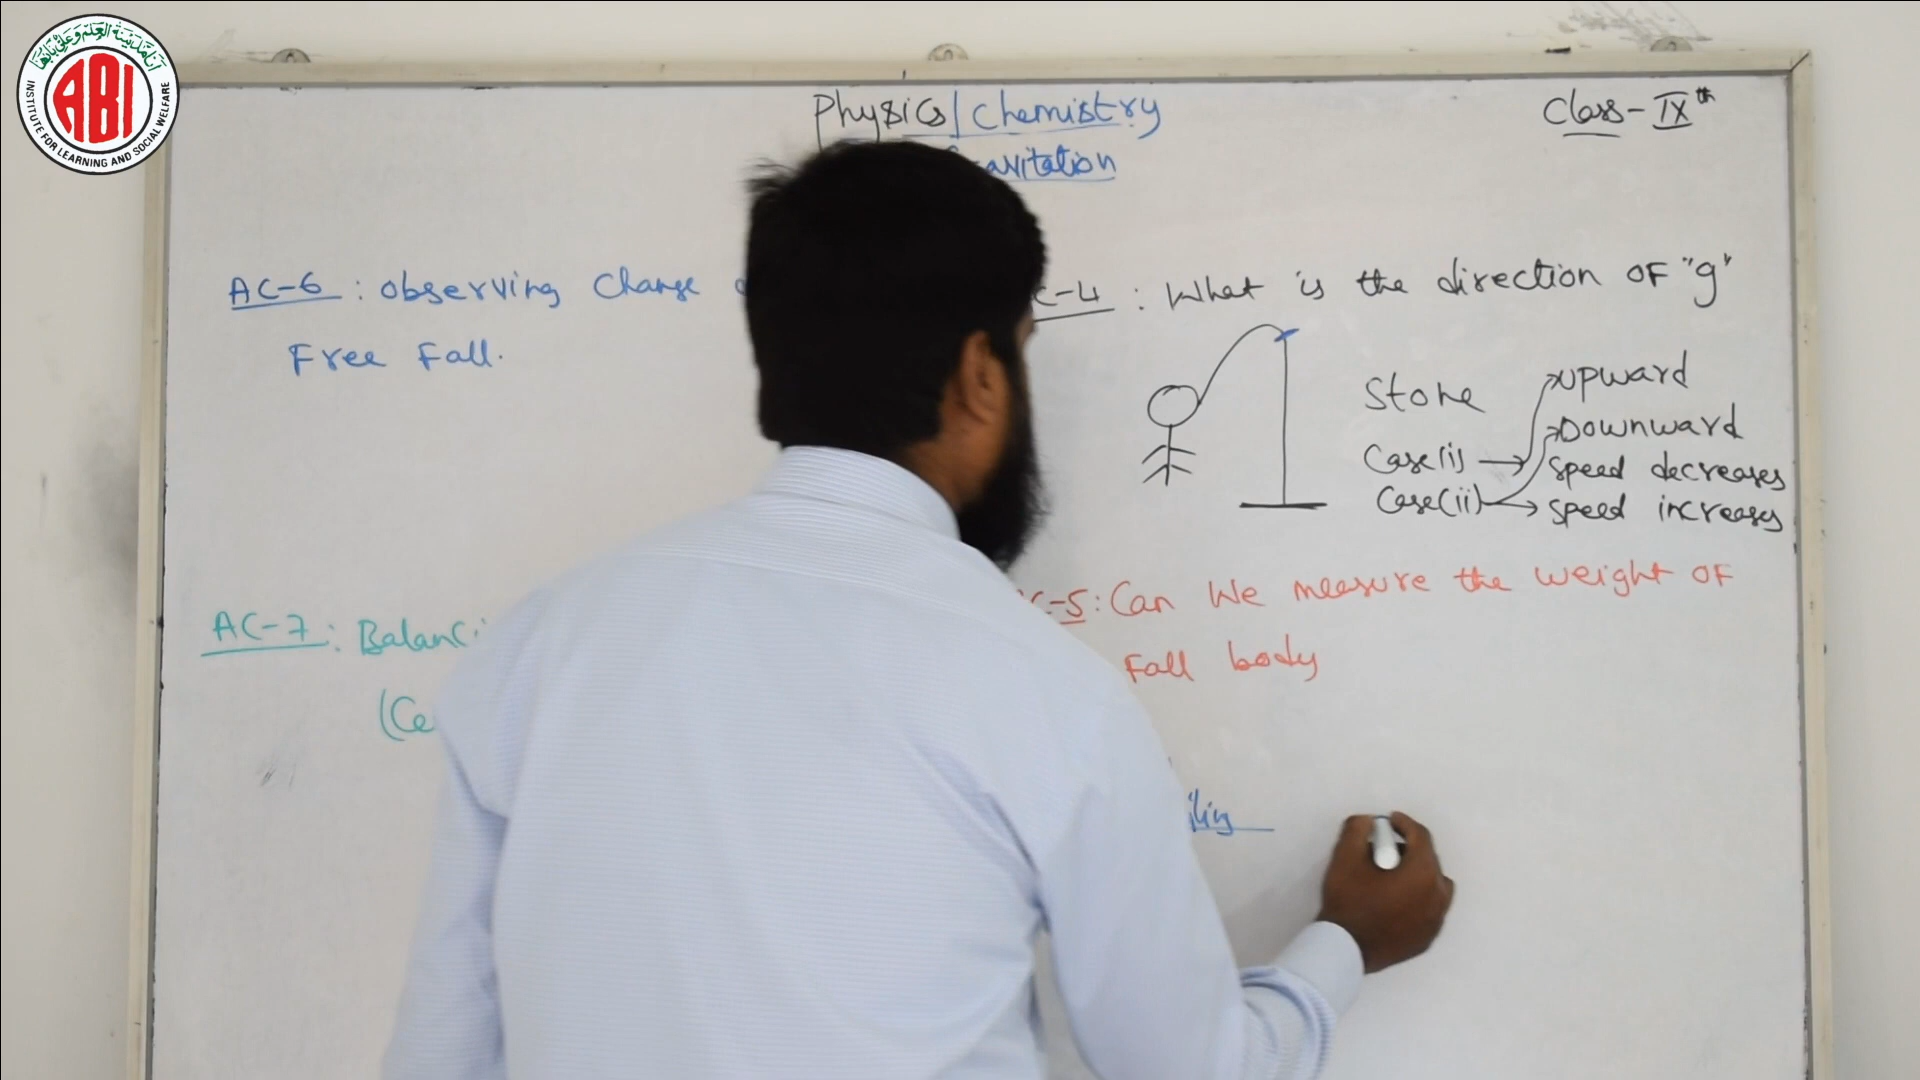 ABI
INSTITUTE FOR LEARNING AND SOCIAL WELFARE
Physics/Chemistry
Class-IXth
AC-6 : Observing Change
Free Fall.
AC-7 :
C-4 : What is the direction OF "g"
Stone
upward
Downward
Case(i) → speed decreases
Case(ii) → speed increases
C-5: Can We measure the weight OF
Fall body